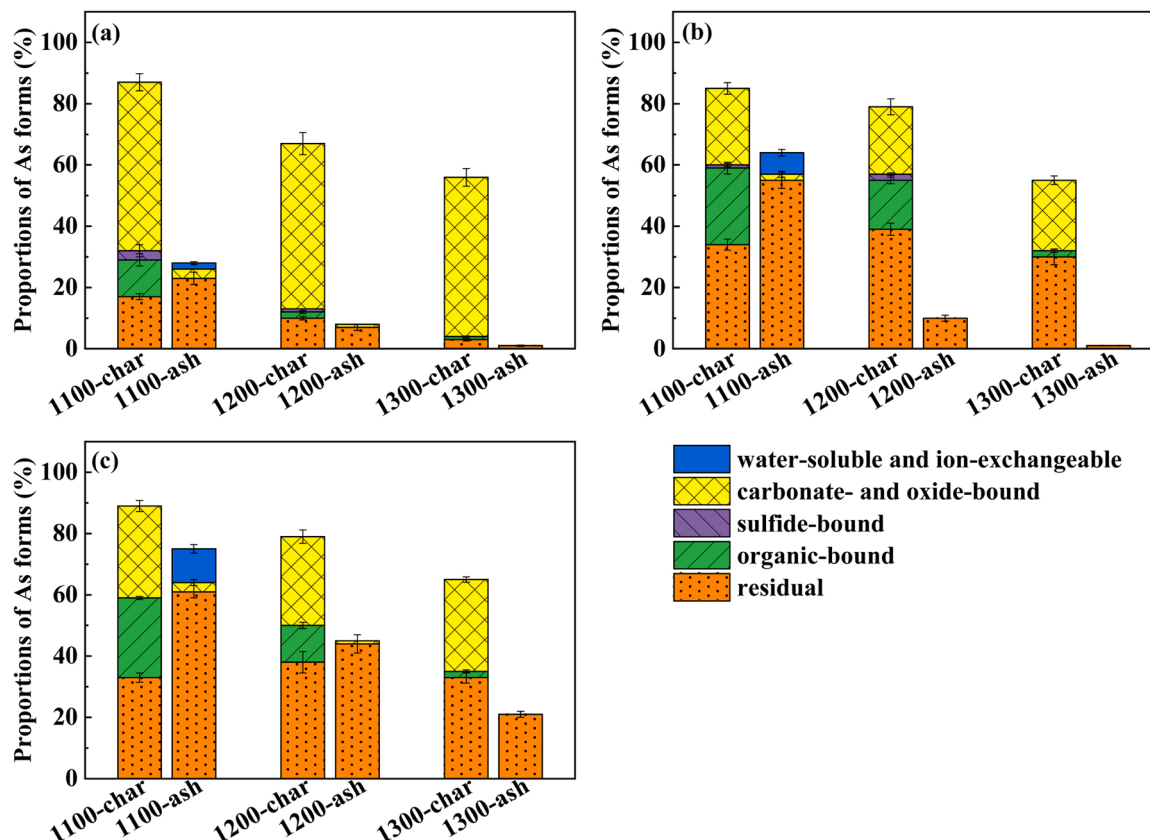 (a)
Proportions of As forms (%)
100
80
60
40
20
0
1100-char
1100-ash
1200-char
1200-ash
1300-char
1300-ash
(b)
Proportions of As forms (%)
100
80
60
40
20
0
1100-char
1100-ash
1200-char
1200-ash
1300-char
1300-ash
(c)
Proportions of As forms (%)
100
80
60
40
20
0
1100-char
1100-ash
1200-char
1200-ash
1300-char
1300-ash
water-soluble and ion-exchangeable
carbonate- and oxide-bound
sulfide-bound
organic-bound
residual